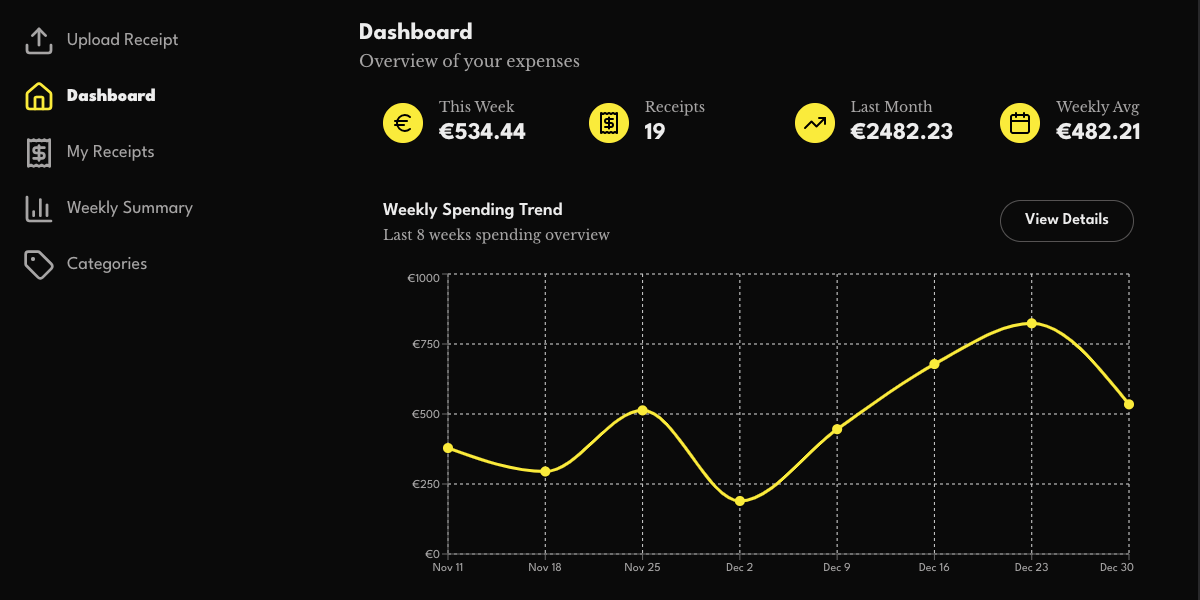 Upload Receipt
Dashboard
My Receipts
Weekly Summary
Categories
Dashboard
Overview of your expenses
This Week
€534.44
Receipts
19
Last Month
€2482.23
Weekly Avg
€482.21
Weekly Spending Trend
Last 8 weeks spending overview
View Details
€1000
€750
€500
€250
€0
Nov 11 Nov 18 Nov 25 Dec 2 Dec 9 Dec 16 Dec 23 Dec 30